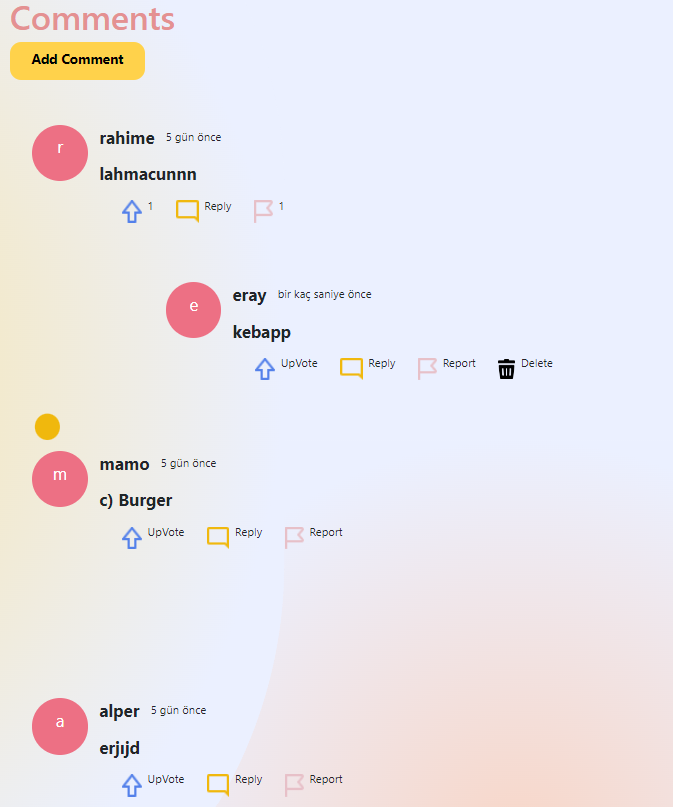 Comments
Add Comment
r
rahime 5 gün önce
lahmacunnn
1 Reply 1
e
eray bir kaç saniye önce
kebapp
UpVote Reply Report Delete
m
mamo 5 gün önce
c) Burger
UpVote Reply Report
a
alper 5 gün önce
erjıjd
UpVote Reply Report